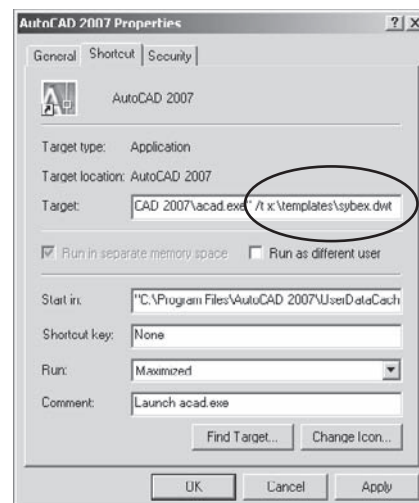 AutoCAD 2007 Properties
General Shortcut Security
AutoCAD 2007
Target type: Application
Target location: AutoCAD 2007
Target: CAD 2007\acad.exe" /t x:\templates\sybex.dwt
Run in separate memory space Run as different user
Start in: "C:\Program Files\AutoCAD 2007\UserDataCach
Shortcut key: None
Run: Maximized
Comment: Launch acad.exe
Find Target... Change Icon...
OK Cancel Apply